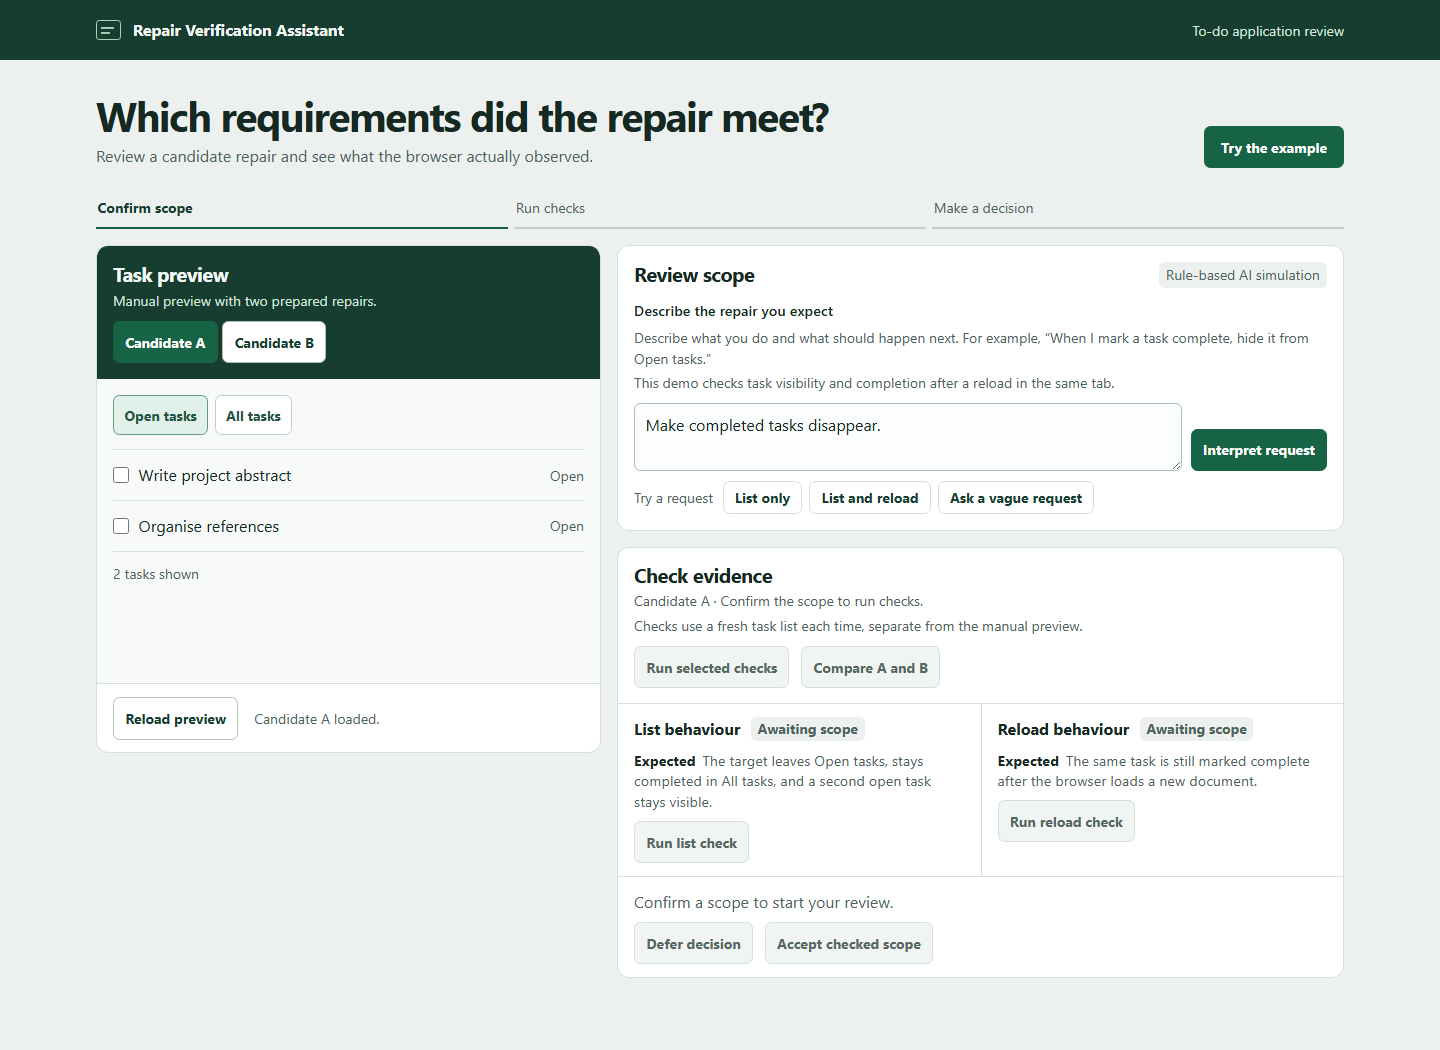 Repair Verification Assistant
To-do application review
Which requirements did the repair meet?
Review a candidate repair and see what the browser actually observed.
Try the example
Confirm scope
Run checks
Make a decision
Task preview
Manual preview with two prepared repairs.
Candidate A
Candidate B
Open tasks
All tasks
Write project abstract
Open
Organise references
Open
2 tasks shown
Reload preview
Candidate A loaded.
Review scope
Rule-based AI simulation
Describe the repair you expect
Describe what you do and what should happen next. For example, “When I mark a task complete, hide it from
Open tasks.”
This demo checks task visibility and completion after a reload in the same tab.
Make completed tasks disappear.
Interpret request
Try a request
List only
List and reload
Ask a vague request
Check evidence
Candidate A · Confirm the scope to run checks.
Checks use a fresh task list each time, separate from the manual preview.
Run selected checks
Compare A and B
List behaviour
Awaiting scope
Expected The target leaves Open tasks, stays
completed in All tasks, and a second open task
stays visible.
Run list check
Reload behaviour
Awaiting scope
Expected The same task is still marked complete
after the browser loads a new document.
Run reload check
Confirm a scope to start your review.
Defer decision
Accept checked scope